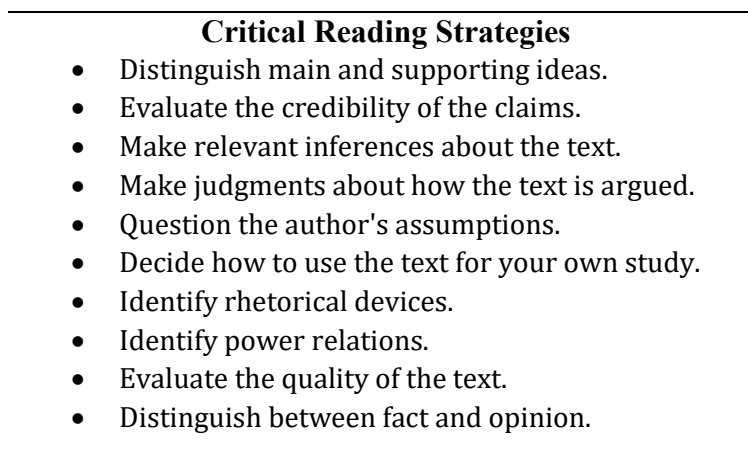 Critical Reading Strategies
• Distinguish main and supporting ideas.
• Evaluate the credibility of the claims.
• Make relevant inferences about the text.
• Make judgments about how the text is argued.
• Question the author's assumptions.
• Decide how to use the text for your own study.
• Identify rhetorical devices.
• Identify power relations.
• Evaluate the quality of the text.
• Distinguish between fact and opinion.